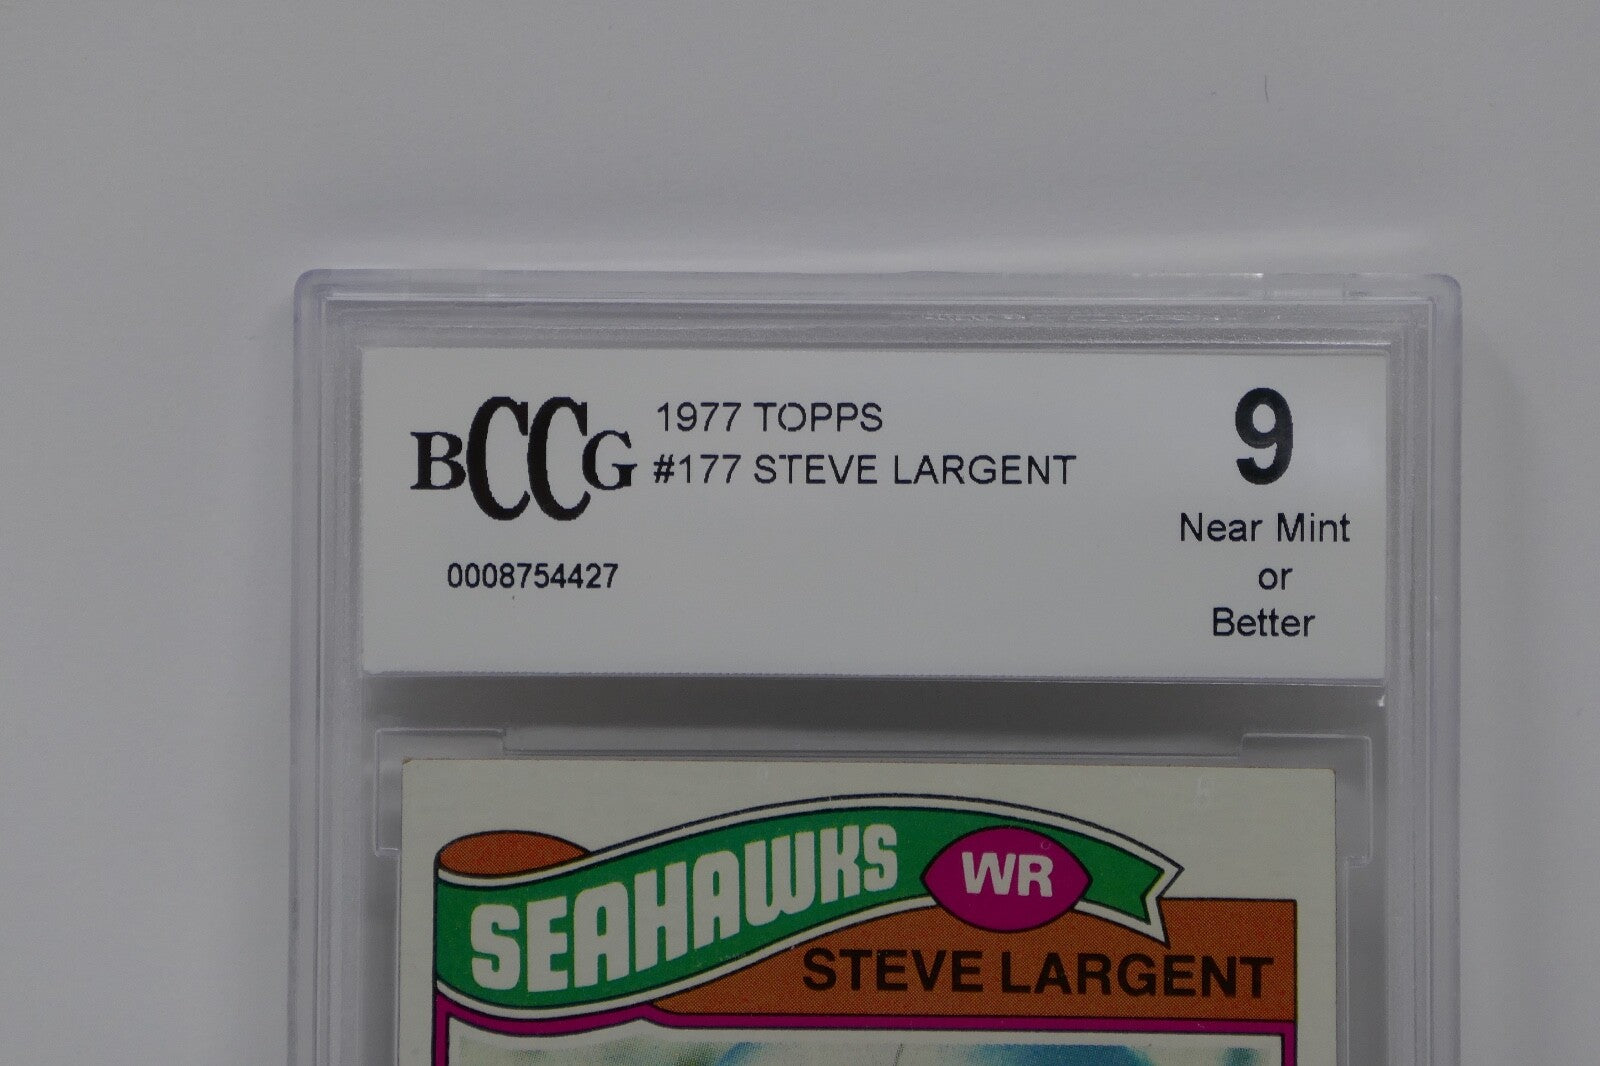 BCCG
1977 TOPPS
#177 STEVE LARGENT
0008754427
9
Near Mint
or
Better
SEAHAWKS
WR
STEVE LARGENT